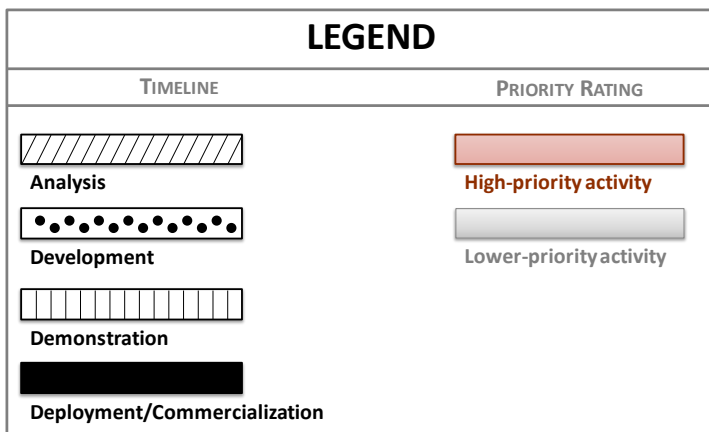 LEGEND
TIMELINE
PRIORITY RATING
Analysis
High-priority activity
Development
Lower-priority activity
Demonstration
Deployment/Commercialization